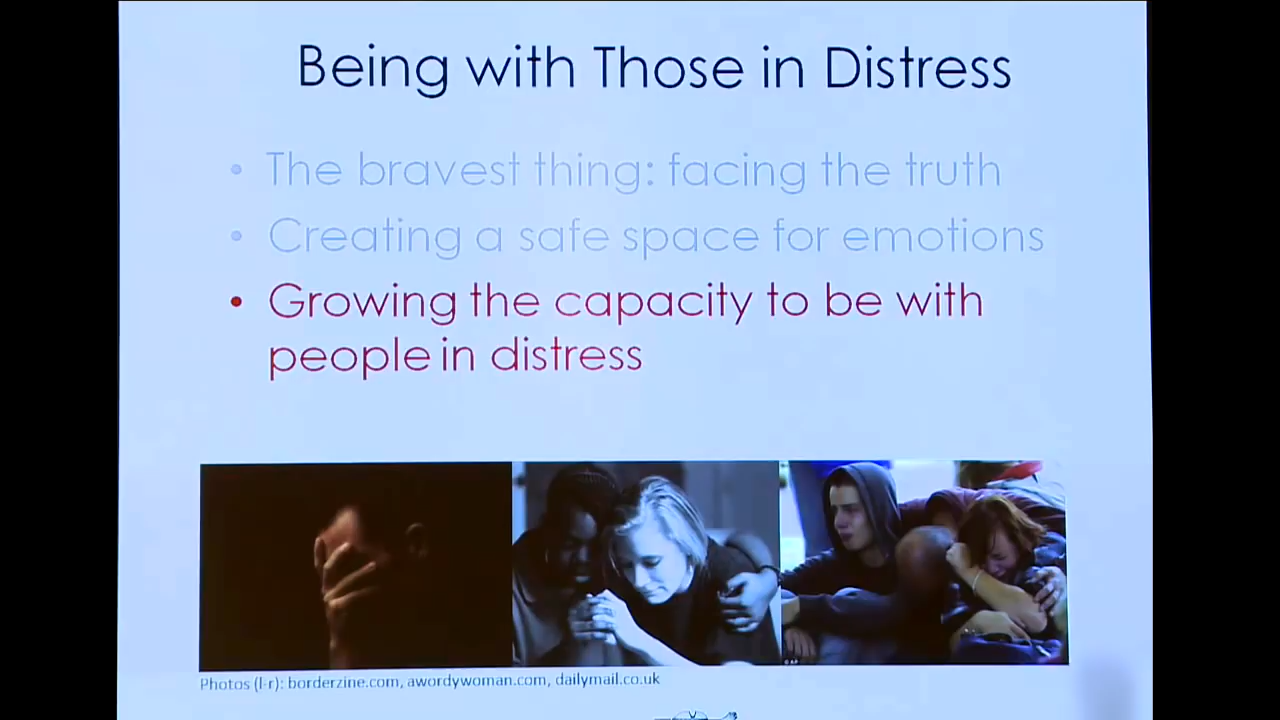 Being with Those in Distress
• The bravest thing: facing the truth
• Creating a safe space for emotions
• Growing the capacity to be with
people in distress
Photos (l-r): borderzine.com, awordywoman.com, dailymail.co.uk